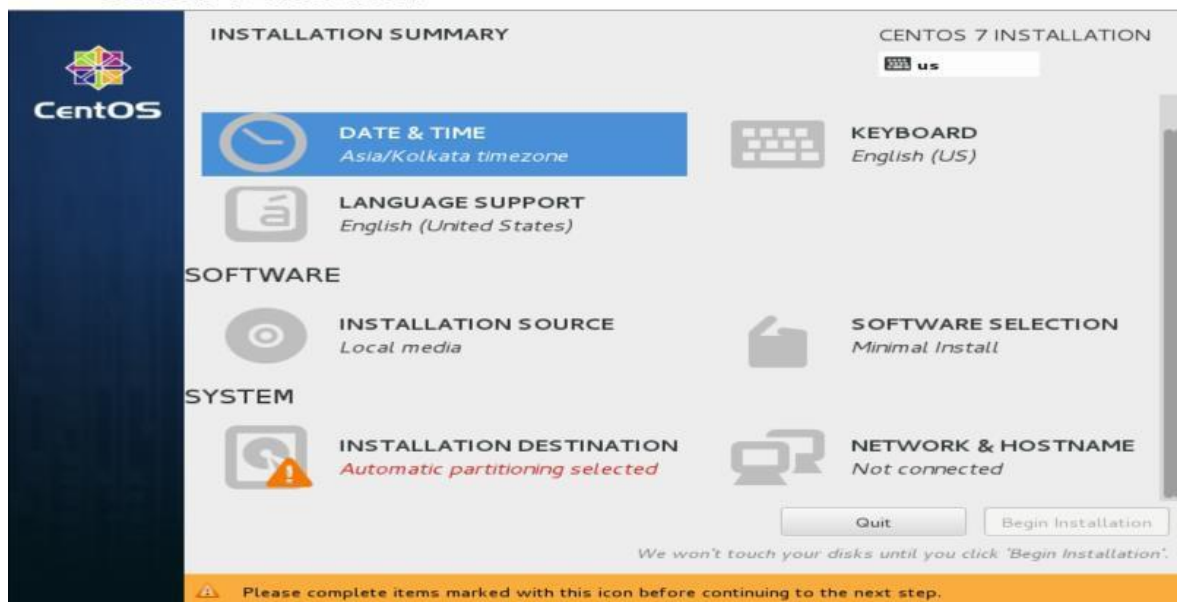 INSTALLATION SUMMARY
CENTOS 7 INSTALLATION
us
CentOS
DATE & TIME
Asia/Kolkata timezone
KEYBOARD
English (US)
á
LANGUAGE SUPPORT
English (United States)
SOFTWARE
INSTALLATION SOURCE
Local media
SOFTWARE SELECTION
Minimal Install
SYSTEM
INSTALLATION DESTINATION
Automatic partitioning selected
NETWORK & HOSTNAME
Not connected
Quit
Begin Installation
We won't touch your disks until you click 'Begin Installation'.
Please complete items marked with this icon before continuing to the next step.